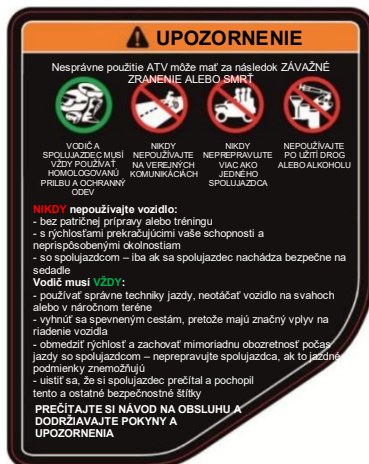 UPOZORNENIE
Nesprávne použitie ATV môže mať za následok ZÁVAŽNÉ
ZRANENIE ALEBO SMRŤ
VODIČ A
SPOLUJAZDEC MUSÍ
VŽDY POUŽÍVAŤ
HOMOLOGOVANÚ
PRILBU A OCHRANNÝ
ODEV
NIKDY
NEPOUŽÍVAJTE
NA VEREJNÝCH
KOMUNIKÁCIÁCH
NIKDY
NEPREPRAVUJTE
VIAC AKO
JEDNÉHO
SPOLUJAZDCA
NEPOUŽÍVAJTE
PO UŽITÍ DROG
ALEBO ALKOHOLU
NIKDY nepoužívajte vozidlo:
- bez patričnej prípravy alebo tréningu
- s rýchlosťami prekračujúcimi vaše schopnosti a
neprispôsobenými okolnostiam
- so spolujazdcom – iba ak sa spolujazdec nachádza bezpečne na
sedadle
Vodič musí VŽDY:
- používať správne techniky jazdy, neotáčať vozidlo na svahoch
alebo v náročnom teréne
- vyhnúť sa spevneným cestám, pretože majú značný vplyv na
riadenie vozidla
- obmedziť rýchlosť a zachovať mimoriadnu obozretnosť počas
jazdy so spolujazdcom – neprepravujte spolujazdca, ak to jazdné
podmienky znemožňujú
- uistiť sa, že si spolujazdec prečítal a pochopil
tento a ostatné bezpečnostné štítky
PREČÍTAJTE SI NÁVOD NA OBSLUHU A
DODRŽIAVAJTE POKYNY A
UPOZORNENIA